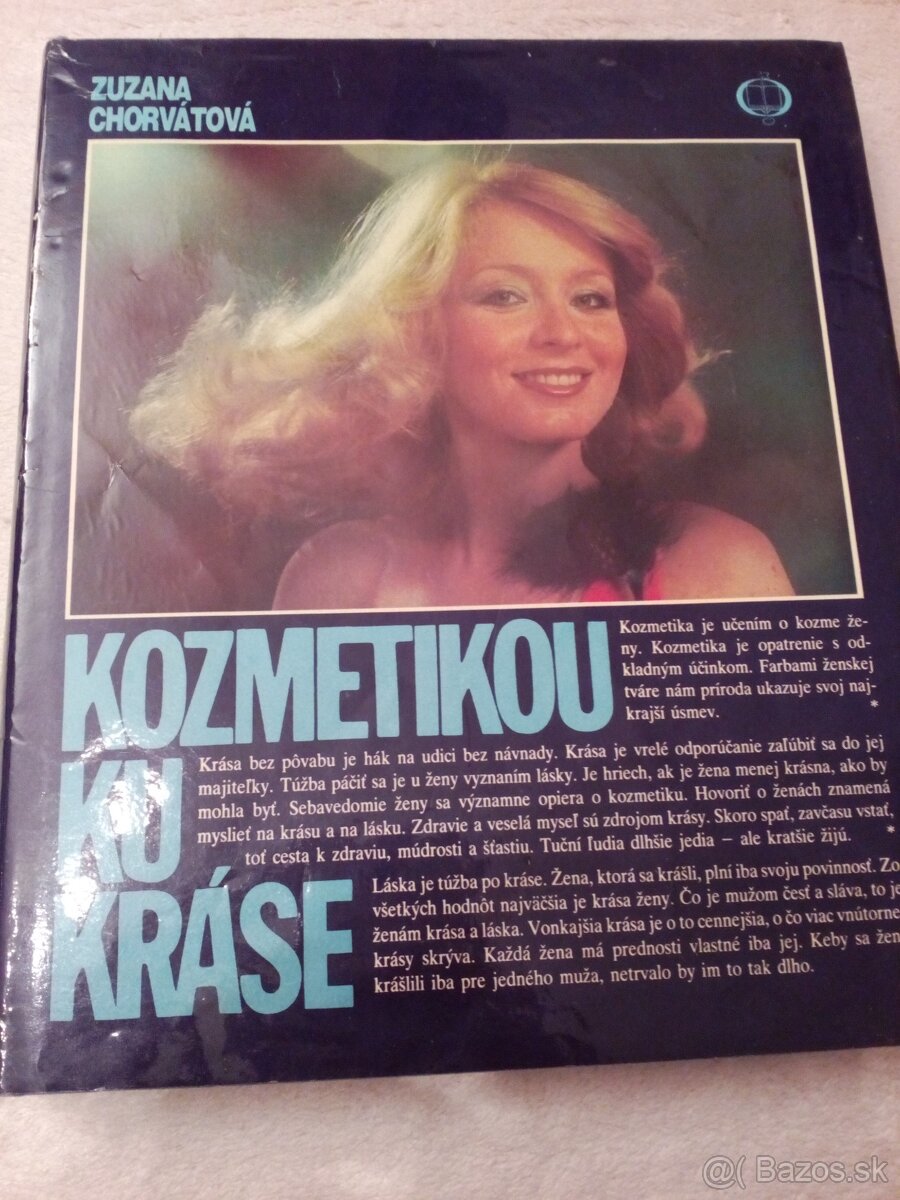 ZUZANA
CHORVÁTOVÁ
KOZMETIKOU
KU
KRÁSE
Kozmetika je učením o kozme že-
ny. Kozmetika je opatrenie s od-
kladným účinkom. Farbami ženskej
tváre nám príroda ukazuje svoj naj-
krajší úsmev. *
Krása bez pôvabu je hák na udici bez návnady. Krása je vrelé odporúčanie zaľúbiť sa do jej
majiteľky. Túžba páčiť sa je u ženy vyznaním lásky. Je hriech, ak je žena menej krásna, ako by
mohla byť. Sebavedomie ženy sa významne opiera o kozmetiku. Hovoriť o ženách znamená
myslieť na krásu a na lásku. Zdravie a veselá myseľ sú zdrojom krásy. Skoro spať, zavčasu vstať,
toť cesta k zdraviu, múdrosti a šťastiu. Tuční ľudia dlhšie jedia – ale kratšie žijú. *
Láska je túžba po kráse. Žena, ktorá sa krášli, plní iba svoju povinnosť. Zo
všetkých hodnôt najväčšia je krása ženy. Čo je mužom česť a sláva, to je
ženám krása a láska. Vonkajšia krása je o to cennejšia, o čo viac vnútorne
krásy skrýva. Každá žena má prednosti vlastné iba jej. Keby sa žen
krášlili iba pre jedného muža, netrvalo by im to tak dlho.
@( Bazos.sk